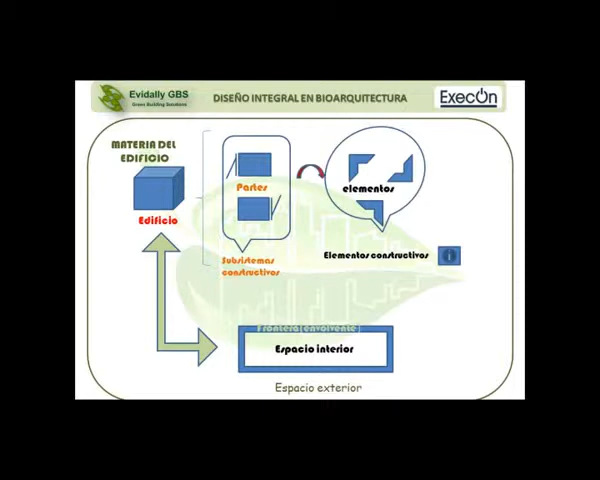 Evidally GBS
Green Building Solutions
DISEÑO INTEGRAL EN BIOARQUITECTURA
ExecOn
MATERIA DEL
EDIFICIO
Edificio
Partes
elementos
Subsistemas
constructivos
Elementos constructivos
i
Frontera(envolvente)
Espacio interior
Espacio exterior